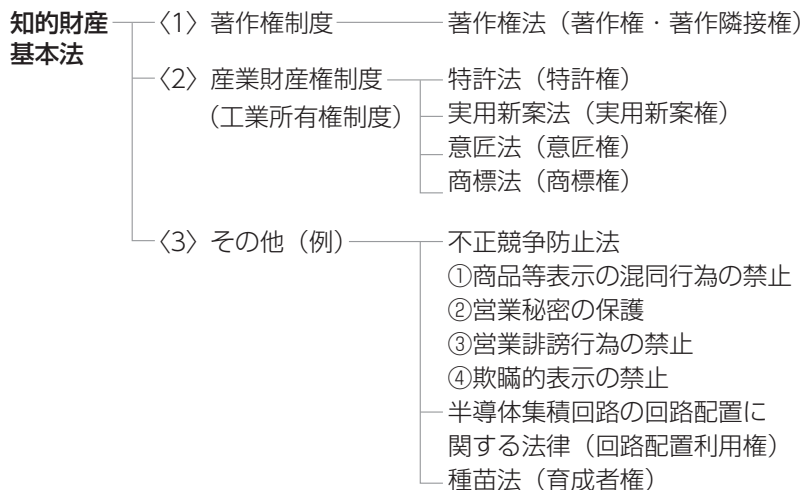 知的財産
基本法
〈1〉著作権制度
著作権法（著作権・著作隣接権）
〈2〉産業財産権制度
（工業所有権制度）
特許法（特許権）
実用新案法（実用新案権）
意匠法（意匠権）
商標法（商標権）
〈3〉その他（例）
不正競争防止法
①商品等表示の混同行為の禁止
②営業秘密の保護
③営業誹謗行為の禁止
④欺瞞的表示の禁止
半導体集積回路の回路配置に
関する法律（回路配置利用権）
種苗法（育成者権）